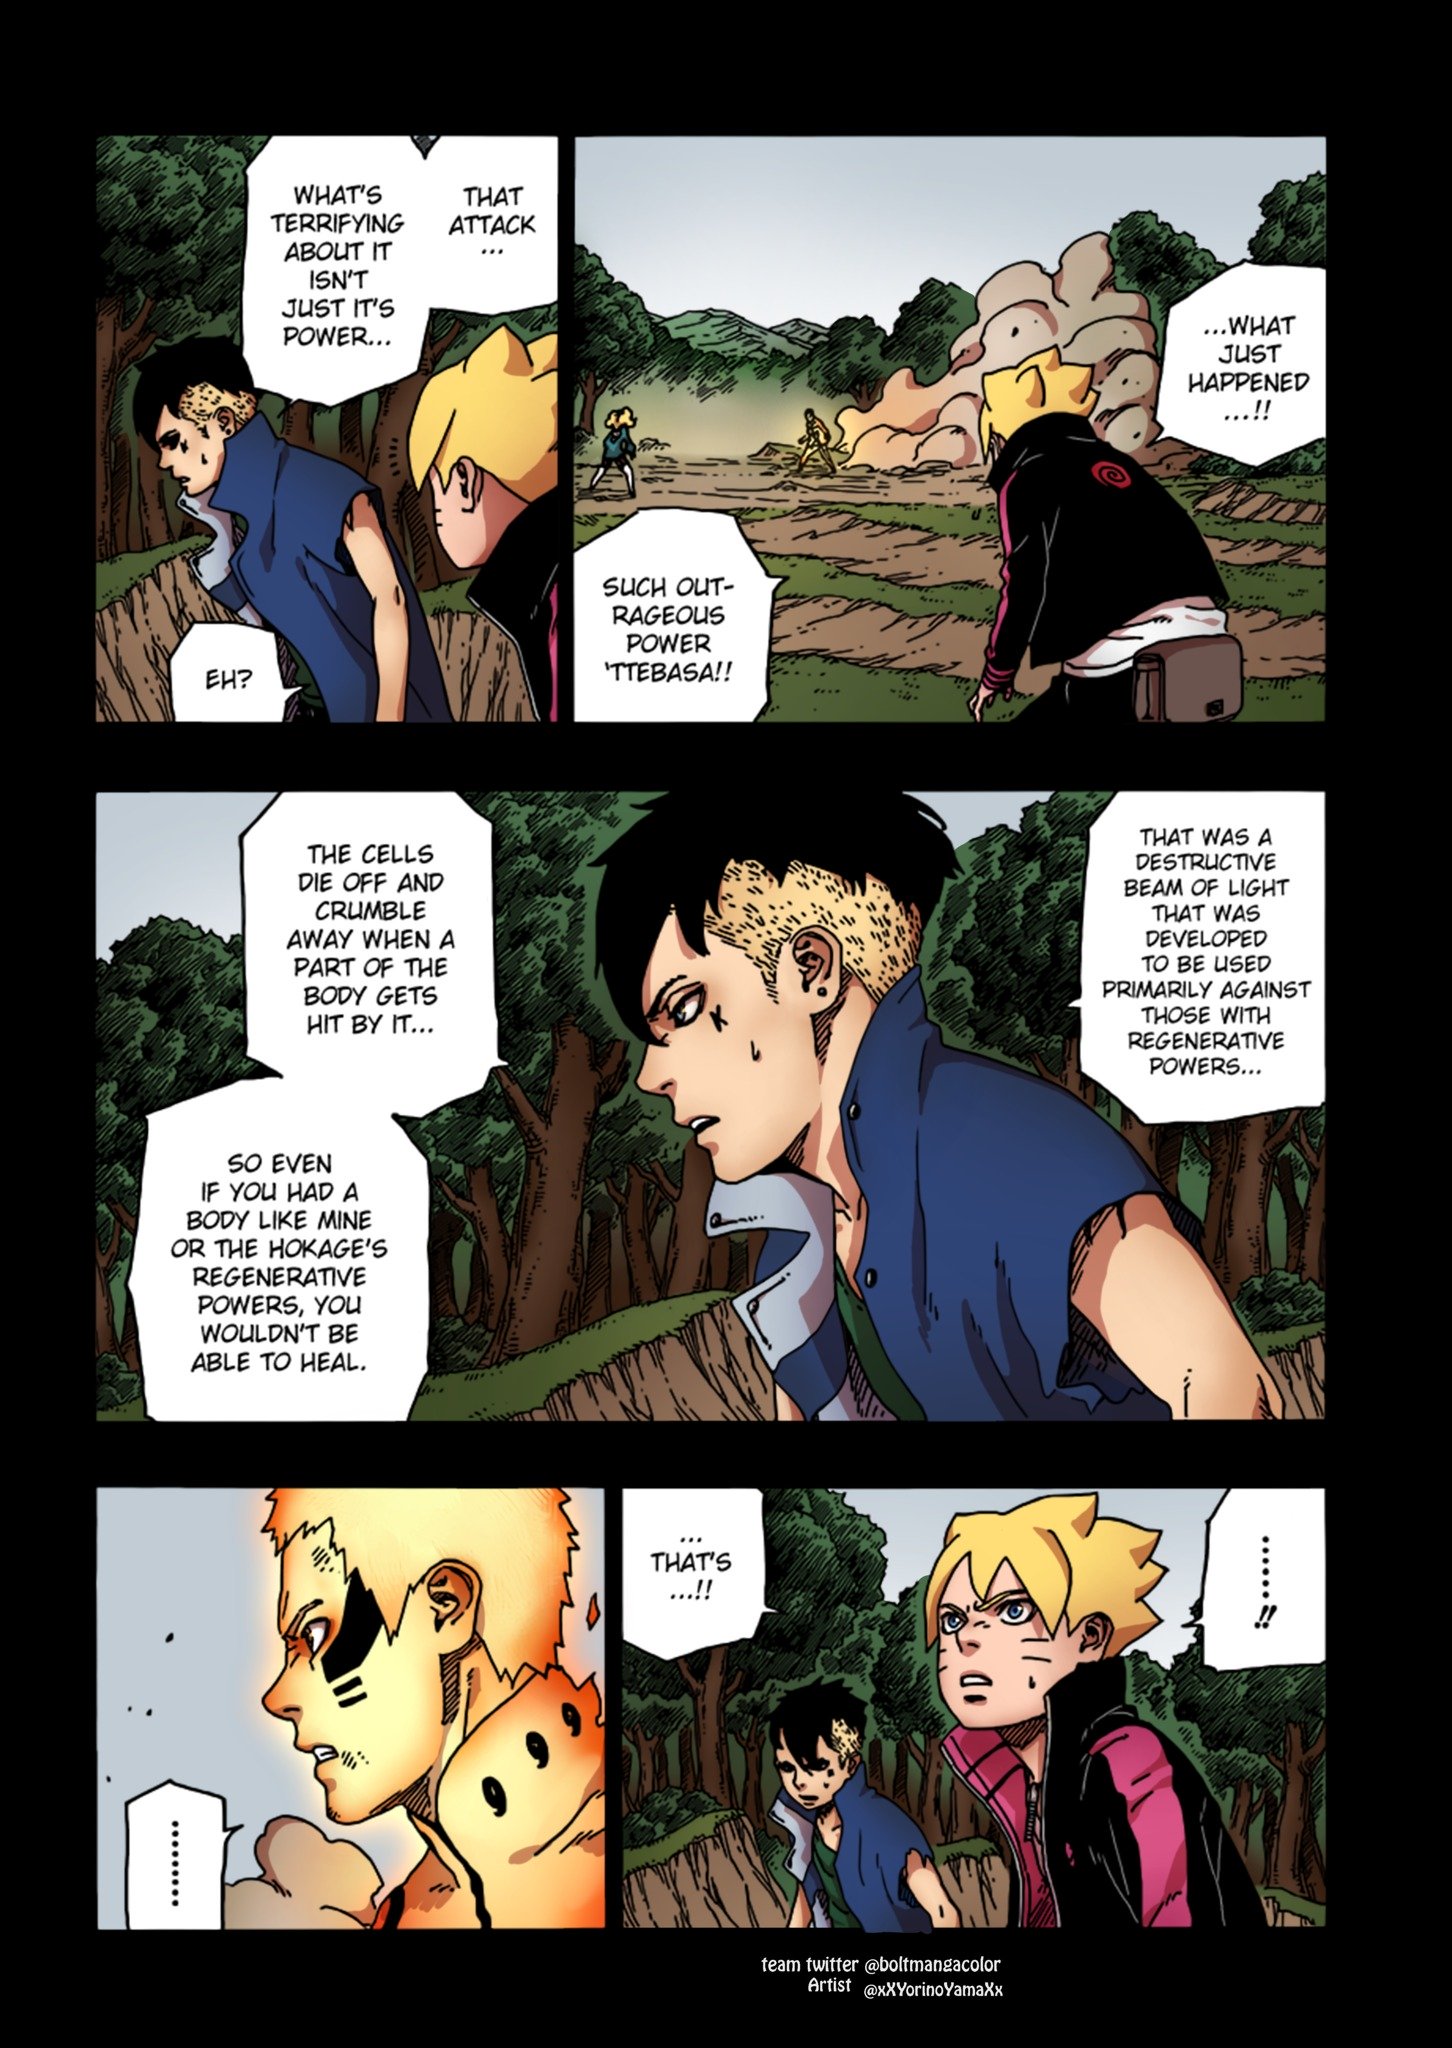 ...WHAT
JUST
HAPPENED
...!!
SUCH OUT-
RAGEOUS
POWER
'TTEBASA!!
THAT
ATTACK
...
WHAT'S
TERRIFYING
ABOUT IT
ISN'T
JUST IT'S
POWER...
EH?
THAT WAS A
DESTRUCTIVE
BEAM OF LIGHT
THAT WAS
DEVELOPED
TO BE USED
PRIMARILY AGAINST
THOSE WITH
REGENERATIVE
POWERS...
THE CELLS
DIE OFF AND
CRUMBLE
AWAY WHEN A
PART OF THE
BODY GETS
HIT BY IT...
SO EVEN
IF YOU HAD A
BODY LIKE MINE
OR THE HOKAGE'S
REGENERATIVE
POWERS, YOU
WOULDN'T BE
ABLE TO HEAL.
......!!
...
THAT'S
...!!
........
team twitter @boltmangacolor
Artist @xXYorinoYamaXx